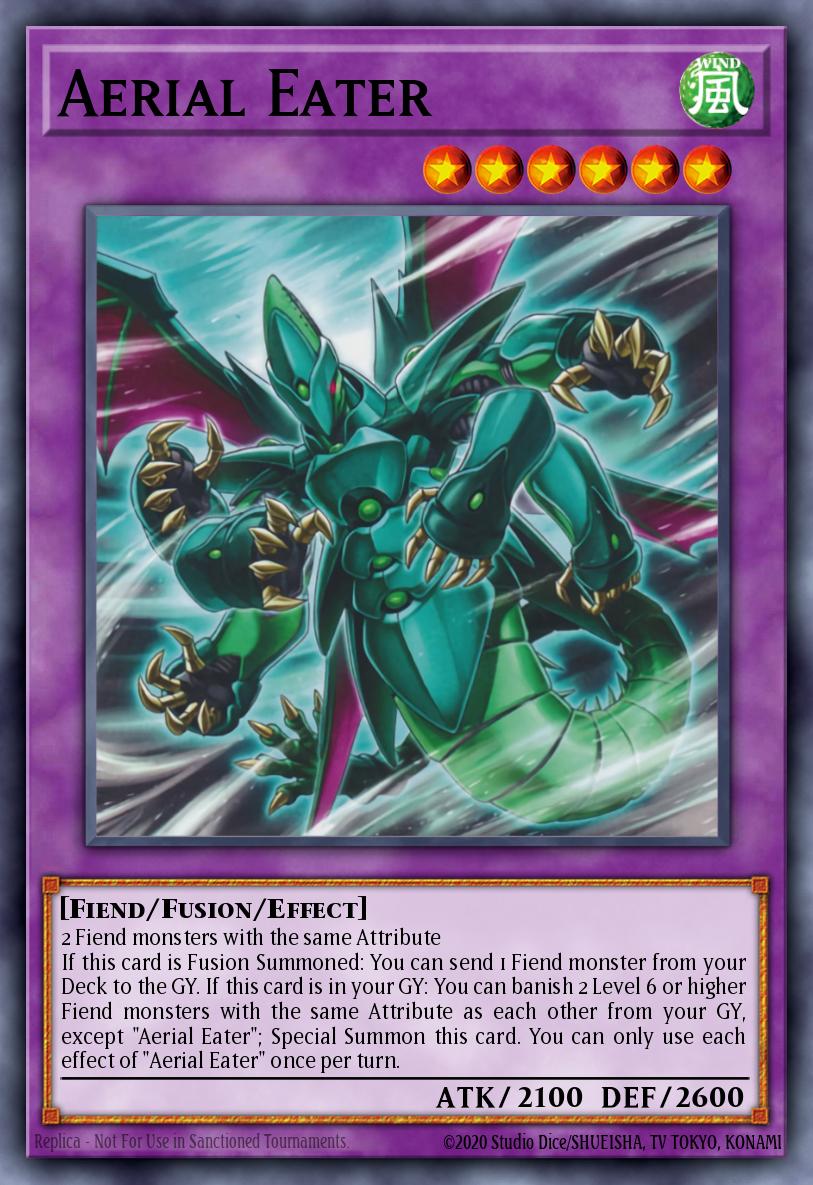 Aerial Eater
WIND
風
[Fiend/Fusion/Effect]
2 Fiend monsters with the same Attribute
If this card is Fusion Summoned: You can send 1 Fiend monster from your
Deck to the GY. If this card is in your GY: You can banish 2 Level 6 or higher
Fiend monsters with the same Attribute as each other from your GY,
except "Aerial Eater"; Special Summon this card. You can only use each
effect of "Aerial Eater" once per turn.
ATK/2100 DEF/2600
Replica - Not For Use in Sanctioned Tournaments.
©2020 Studio Dice/SHUEISHA, TV TOKYO, KONAMI